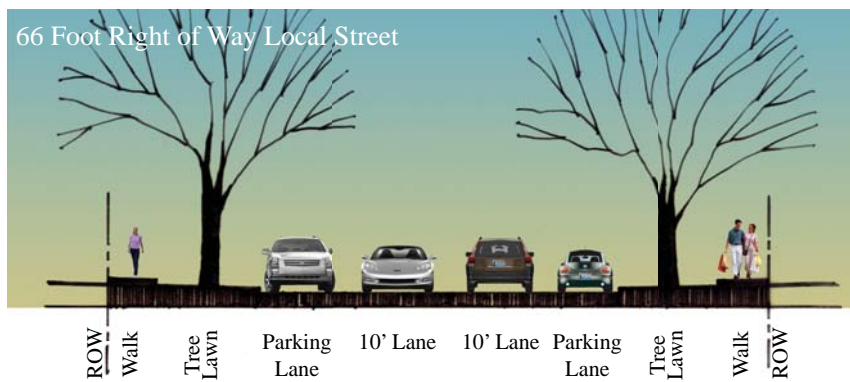 66 Foot Right of Way Local Street
ROW
Walk
Tree
Lawn
Parking
Lane
10’ Lane
10’ Lane
Parking
Lane
Tree
Lawn
Walk
ROW